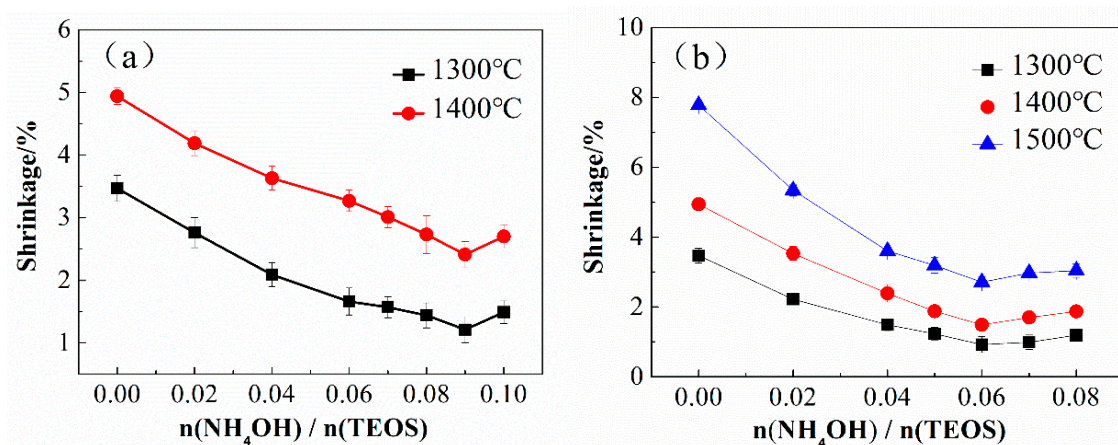 (a)
1300℃
1400℃
6
5
4
3
2
1
Shrinkage/%
0.00 0.02 0.04 0.06 0.08 0.10
n(NH₄OH) / n(TEOS)
(b)
1300℃
1400℃
1500℃
10
8
6
4
2
0
Shrinkage/%
0.00 0.02 0.04 0.06 0.08
n(NH₄OH) / n(TEOS)